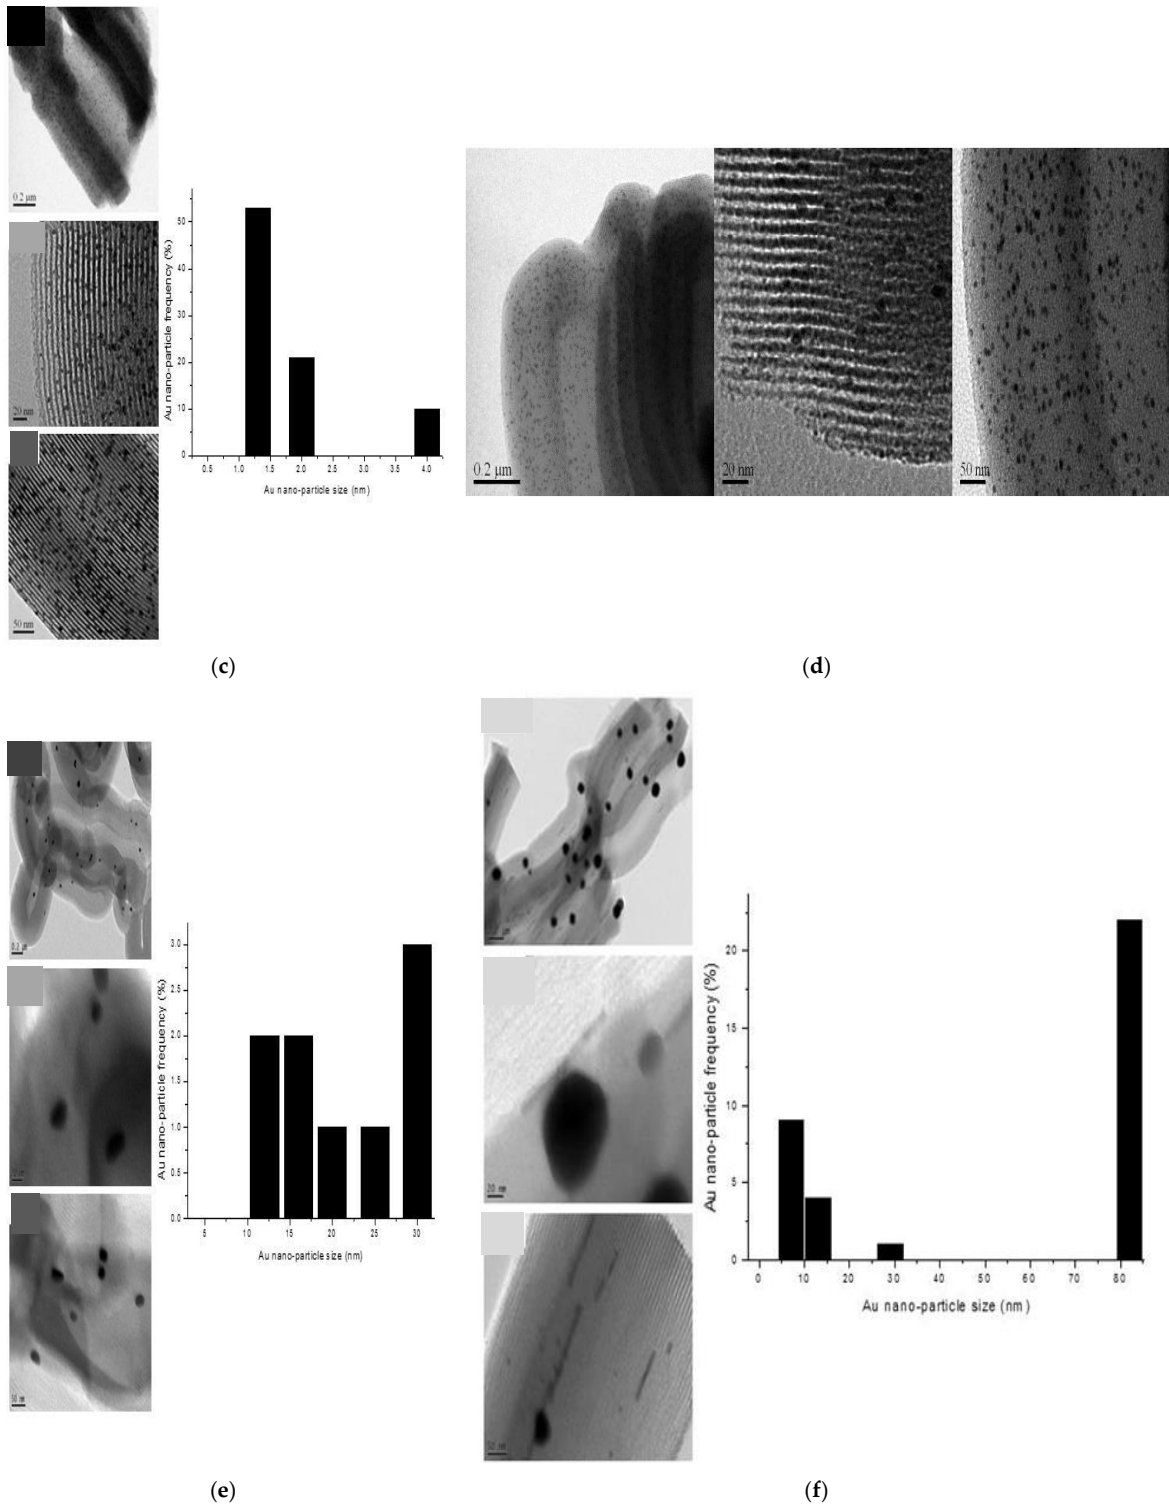 0.2 µm
20 nm
50 nm
Au nano-particle frequency (%)
50
40
30
20
10
0
0.5 1.0 1.5 2.0 2.5 3.0 3.5 4.0
Au nano-particle size (nm)
0.2 µm
20 nm
50 nm
(c)
(d)
Au nano-particle frequency (%)
3.0
2.5
2.0
1.5
1.0
0.5
0.0
5 10 15 20 25 30
Au nano-particle size (nm)
20 nm
Au nano-particle frequency (%)
20
15
10
5
0
0 10 20 30 40 50 60 70 80
Au nano-particle size (nm)
(e)
(f)